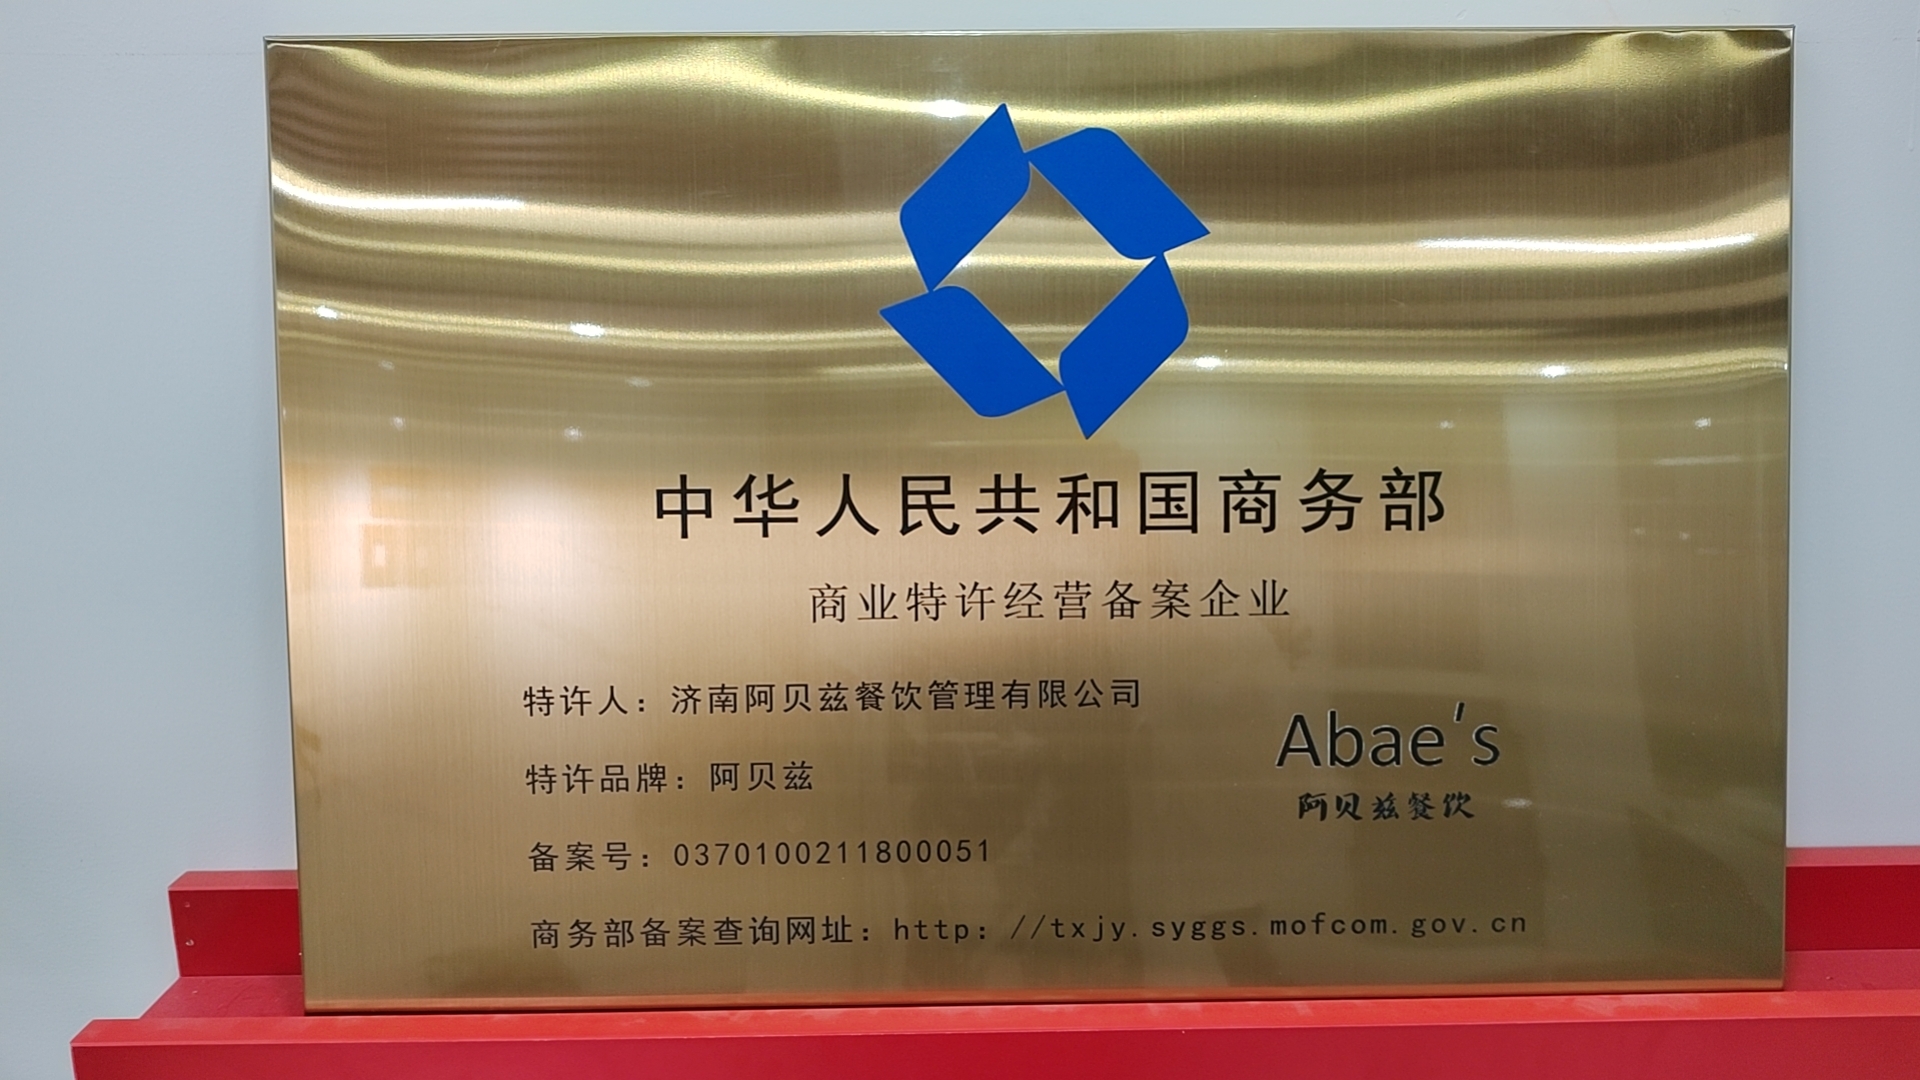 中华人民共和国商务部
商业特许经营备案企业
特许人：济南阿贝兹餐饮管理有限公司
特许品牌：阿贝兹
备案号：0370100211800051
商务部备案查询网址：http：//txjy.syggs.mofcom.gov.cn
Abae's
阿贝兹餐饮